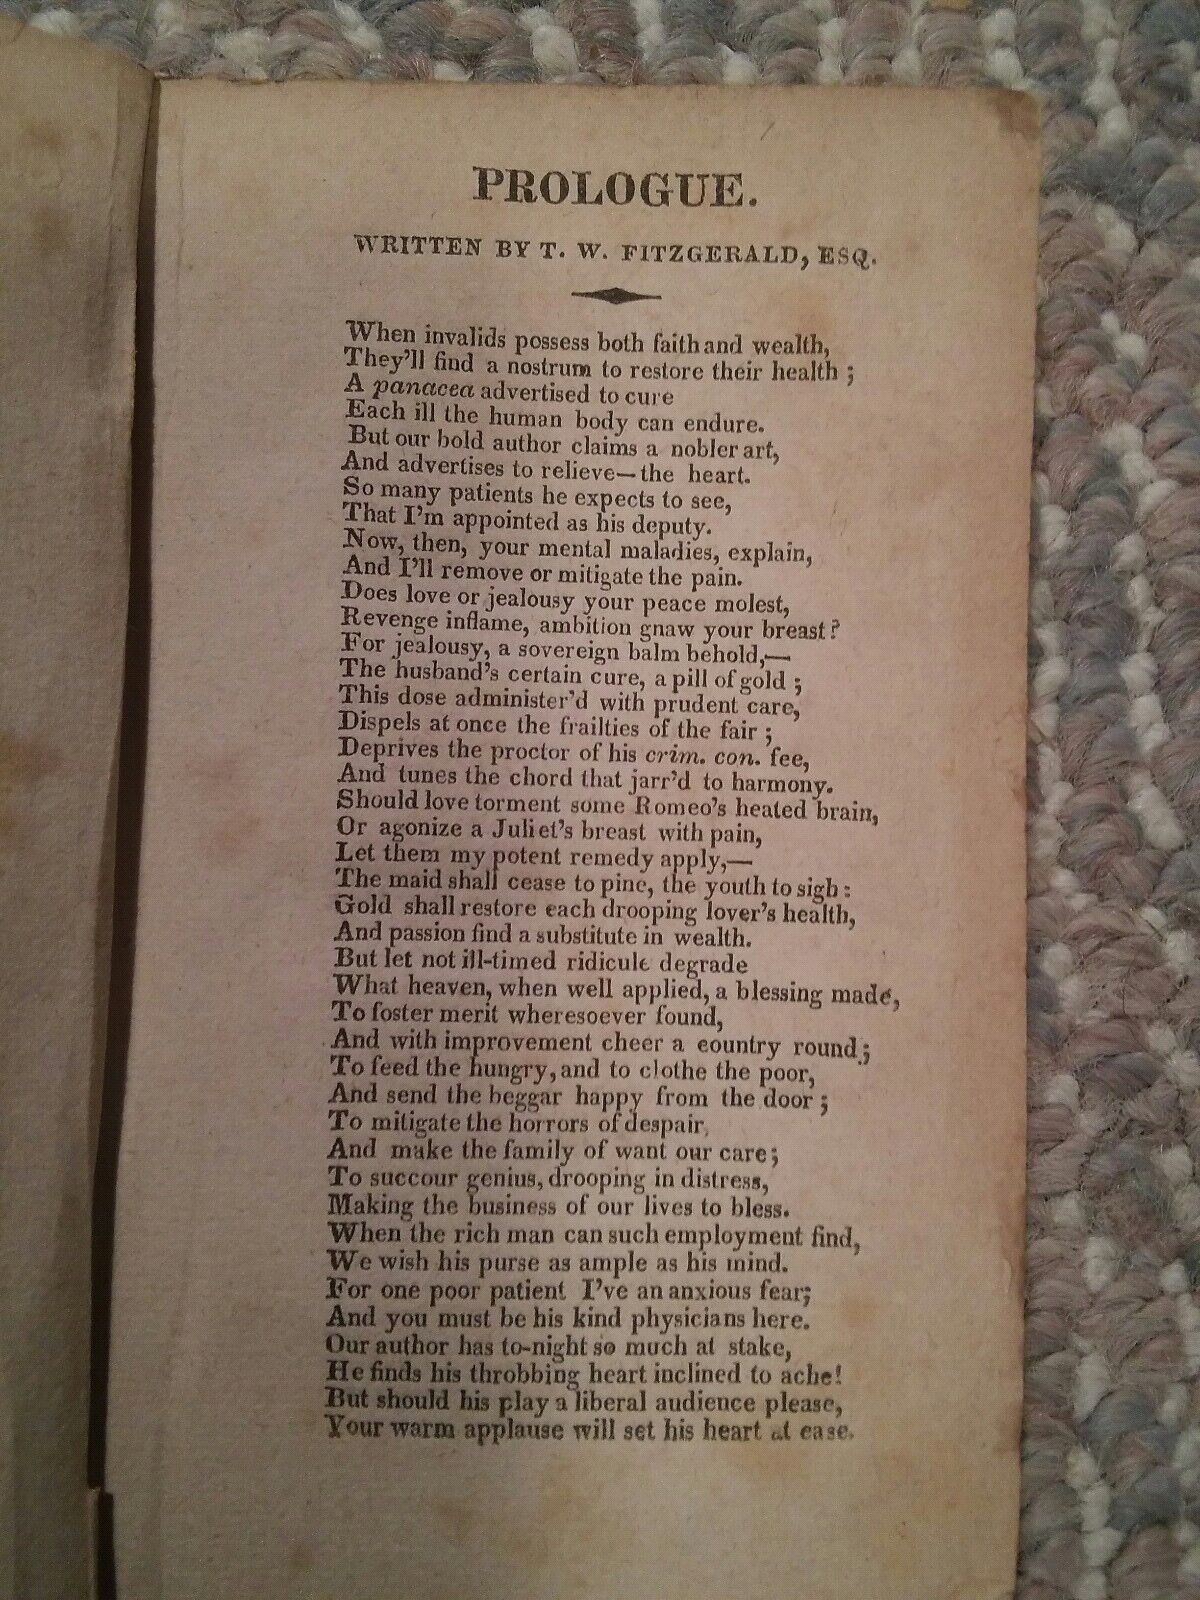 PROLOGUE.
WRITTEN BY T. W. FITZGERALD, ESQ.
When invalids possess both faith and wealth,
They'll find a nostrum to restore their health ;
A panacea advertised to cure
Each ill the human body can endure.
But our bold author claims a nobler art,
And advertises to relieve—the heart.
So many patients he expects to see,
That I'm appointed as his deputy.
Now, then, your mental maladies, explain,
And I'll remove or mitigate the pain.
Does love or jealousy your peace molest,
Revenge inflame, ambition gnaw your breast?
For jealousy, a sovereign balm behold,—
The husband's certain cure, a pill of gold ;
This dose administer'd with prudent care,
Dispels at once the frailties of the fair ;
Deprives the proctor of his crim. con. fee,
And tunes the chord that jarr'd to harmony.
Should love torment some Romeo's heated brain,
Or agonize a Juliet's breast with pain,
Let them my potent remedy apply,—
The maid shall cease to pine, the youth to sigh :
Gold shall restore each drooping lover's health,
And passion find a substitute in wealth.
But let not ill-timed ridicule degrade
What heaven, when well applied, a blessing made,
To foster merit wheresoever found,
And with improvement cheer a country round ;
To feed the hungry, and to clothe the poor,
And send the beggar happy from the door ;
To mitigate the horrors of despair,
And make the family of want our care ;
To succour genius, drooping in distress,
Making the business of our lives to bless.
When the rich man can such employment find,
We wish his purse as ample as his mind.
For one poor patient I've an anxious fear;
And you must be his kind physicians here.
Our author has to-night so much at stake,
He finds his throbbing heart inclined to ache!
But should his play a liberal audience please,
Your warm applause will set his heart at ease.